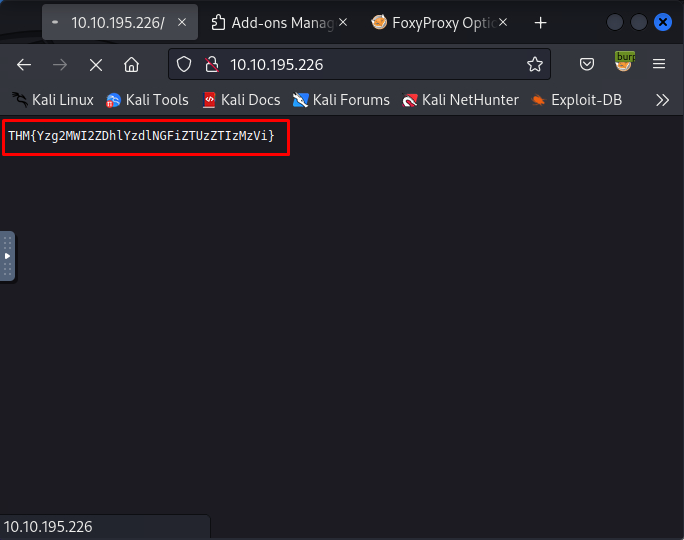 10.10.195.226/
Add-ons Manag
FoxyProxy Optio
10.10.195.226
burp
Kali Linux
Kali Tools
Kali Docs
Kali Forums
Kali NetHunter
Exploit-DB
THM{Yzg2MWI2ZDhlYzdlNGFiZTUzZTIzMzVi}
10.10.195.226